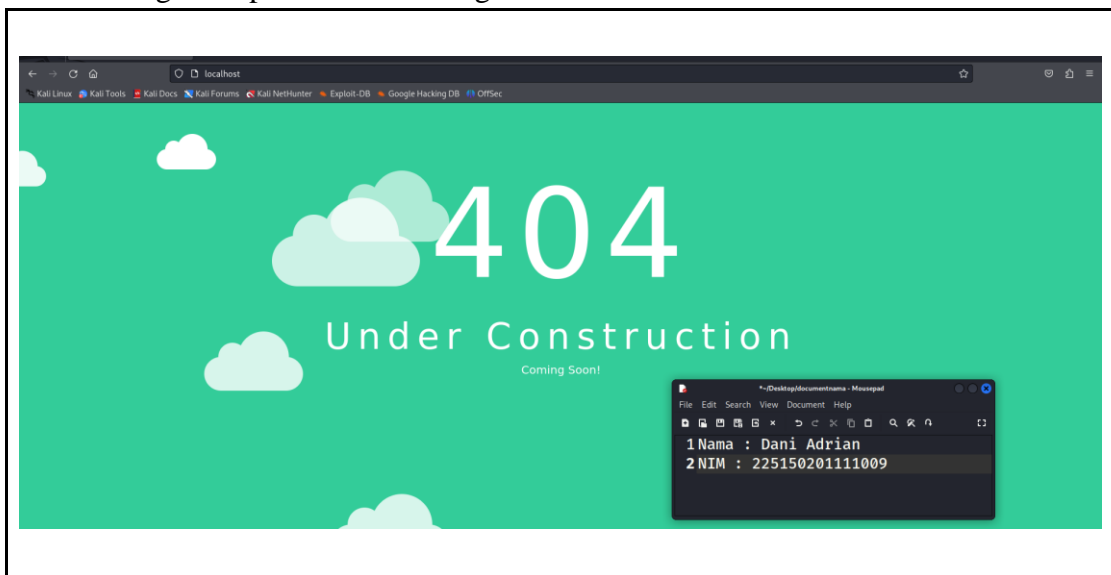 localhost
Kali Linux Kali Tools Kali Docs Kali Forums Kali NetHunter Exploit-DB Google Hacking DB OffSec
404
Under Construction
Coming Soon!
*~/Desktop/documentnama - Mousepad
File Edit Search View Document Help
1 Nama : Dani Adrian
2 NIM : 225150201111009